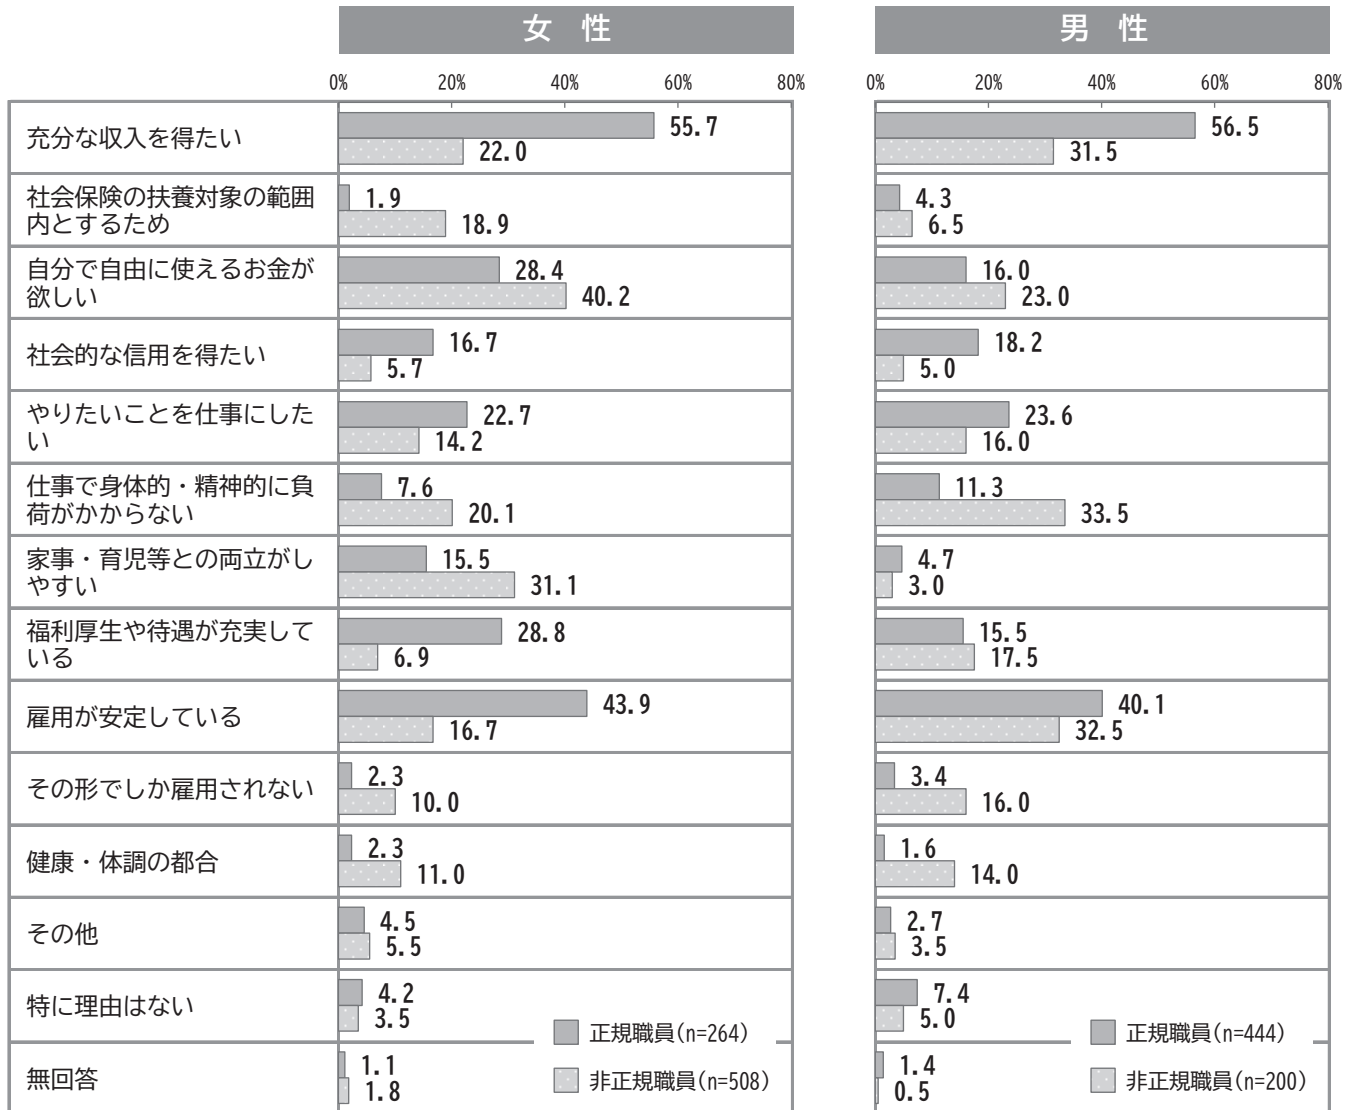 女 性
男 性
0% 20% 40% 60% 80%
0% 20% 40% 60% 80%
充分な収入を得たい
55.7
22.0
56.5
31.5
社会保険の扶養対象の範囲
内とするため
1.9
18.9
4.3
6.5
自分で自由に使えるお金が
欲しい
28.4
40.2
16.0
23.0
社会的な信用を得たい
16.7
5.7
18.2
5.0
やりたいことを仕事にした
い
22.7
14.2
23.6
16.0
仕事で身体的・精神的に負
荷がかからない
7.6
20.1
11.3
33.5
家事・育児等との両立がし
やすい
15.5
31.1
4.7
3.0
福利厚生や待遇が充実して
いる
28.8
6.9
15.5
17.5
雇用が安定している
43.9
16.7
40.1
32.5
その形でしか雇用されない
2.3
10.0
3.4
16.0
健康・体調の都合
2.3
11.0
1.6
14.0
その他
4.5
5.5
2.7
3.5
特に理由はない
4.2
3.5
7.4
5.0
無回答
1.1
1.8
1.4
0.5
正規職員(n=264)
非正規職員(n=508)
正規職員(n=444)
非正規職員(n=200)